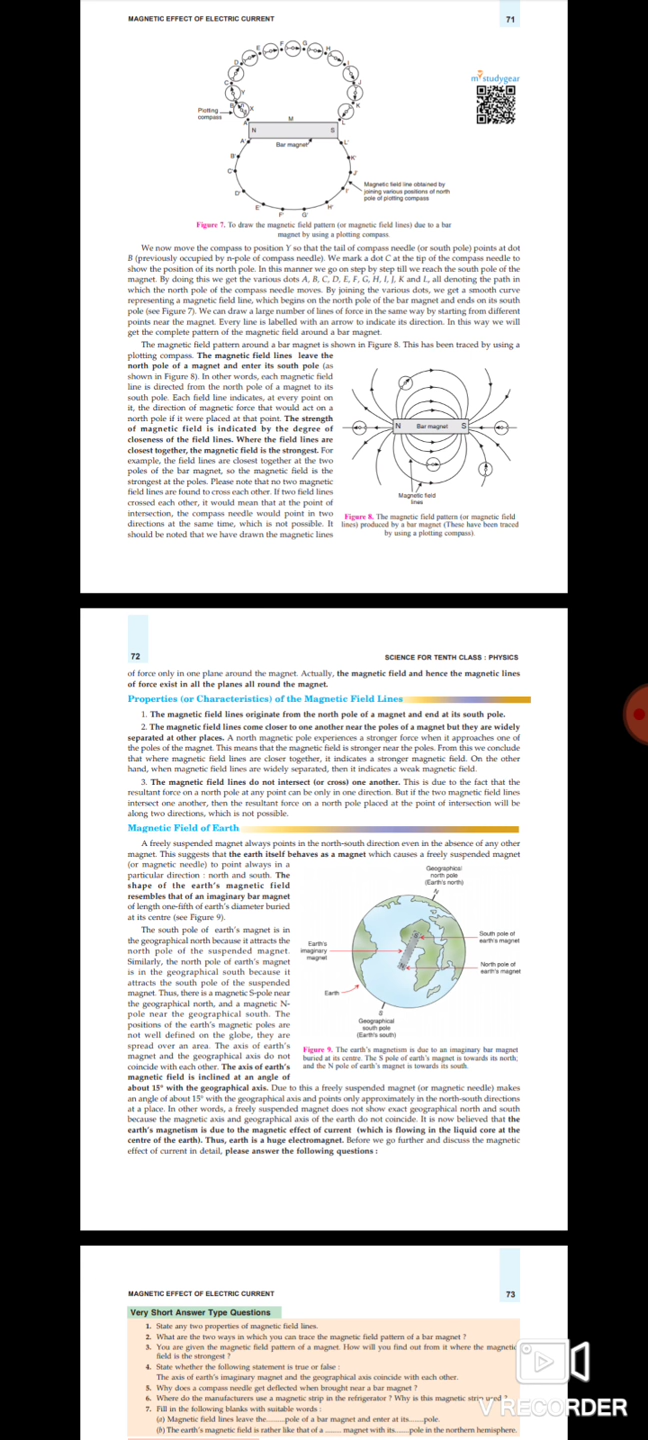 MAGNETIC EFFECT OF ELECTRIC CURRENT
71
m studygear
E
F
G
H
D
I
C
J
Y
B
X
K
Plotting
compass
A
M
L
N
S
Bar magnet
A'
L'
B'
K'
C'
J'
I'
D'
E'
F'
G'
H'
Magnetic field line obtained by
joining various positions of north
pole of plotting compass
Figure 7. To draw the magnetic field pattern (or magnetic field lines) due to a bar
magnet by using a plotting compass.
We now move the compass to position Y so that the tail of compass needle (or south pole) points at dot
B (previously occupied by n-pole of compass needle). We mark a dot C at the tip of the compass needle to
show the position of its north pole. In this manner we go on step by step till we reach the south pole of the
magnet. By doing this we get the various dots A, B, C, D, E, F, G, H, I, J, K and L, all denoting the path in
which the north pole of the compass needle moves. By joining the various dots, we get a smooth curve
representing a magnetic field line, which begins on the north pole of the bar magnet and ends on its south
pole (see Figure 7). We can draw a large number of lines of force in the same way by starting from different
points near the magnet. Every line is labelled with an arrow to indicate its direction. In this way we will
get the complete pattern of the magnetic field around a bar magnet.
The magnetic field pattern around a bar magnet is shown in Figure 8. This has been traced by using a
plotting compass. The magnetic field lines leave the
north pole of a magnet and enter its south pole (as
shown in Figure 8). In other words, each magnetic field
line is directed from the north pole of a magnet to its
south pole. Each field line indicates, at every point on
it, the direction of magnetic force that would act on a
north pole if it were placed at that point. The strength
of magnetic field is indicated by the degree of
closeness of the field lines. Where the field lines are
closest together, the magnetic field is the strongest. For
example, the field lines are closest together at the two
poles of the bar magnet, so the magnetic field is the
strongest at the poles. Please note that no two magnetic
field lines are found to cross each other. If two field lines
crossed each other, it would mean that at the point of
intersection, the compass needle would point in two
directions at the same time, which is not possible. It
should be noted that we have drawn the magnetic lines
N
Bar magnet
S
Magnetic field
lines
Figure 8. The magnetic field pattern (or magnetic field
lines) produced by a bar magnet (These have been traced
by using a plotting compass).
72
SCIENCE FOR TENTH CLASS : PHYSICS
of force only in one plane around the magnet. Actually, the magnetic field and hence the magnetic lines
of force exist in all the planes all round the magnet.
Properties (or Characteristics) of the Magnetic Field Lines
1. The magnetic field lines originate from the north pole of a magnet and end at its south pole.
2. The magnetic field lines come closer to one another near the poles of a magnet but they are widely
separated at other places. A north magnetic pole experiences a stronger force when it approaches one of
the poles of the magnet. This means that the magnetic field is stronger near the poles. From this we conclude
that where magnetic field lines are closer together, it indicates a stronger magnetic field. On the other
hand, when magnetic field lines are widely separated, then it indicates a weak magnetic field.
3. The magnetic field lines do not intersect (or cross) one another. This is due to the fact that the
resultant force on a north pole at any point can be only in one direction. But if the two magnetic field lines
intersect one another, then the resultant force on a north pole placed at the point of intersection will be
along two directions, which is not possible.
Magnetic Field of Earth
A freely suspended magnet always points in the north-south direction even in the absence of any other
magnet. This suggests that the earth itself behaves as a magnet which causes a freely suspended magnet
(or magnetic needle) to point always in a
particular direction : north and south. The
shape of the earth's magnetic field
resembles that of an imaginary bar magnet
of length one-fifth of earth's diameter buried
at its centre (see Figure 9).
The south pole of earth's magnet is in
the geographical north because it attracts the
north pole of the suspended magnet.
Similarly, the north pole of earth's magnet
is in the geographical south because it
attracts the south pole of the suspended
magnet. Thus, there is a magnetic S-pole near
the geographical north, and a magnetic N-
pole near the geographical south. The
positions of the earth's magnetic poles are
not well defined on the globe, they are
spread over an area. The axis of earth's
magnet and the geographical axis do not
coincide with each other. The axis of earth's
magnetic field is inclined at an angle of
about 15° with the geographical axis. Due to this a freely suspended magnet (or magnetic needle) makes
an angle of about 15° with the geographical axis and points only approximately in the north-south directions
at a place. In other words, a freely suspended magnet does not show exact geographical north and south
because the magnetic axis and geographical axis of the earth do not coincide. It is now believed that the
earth's magnetism is due to the magnetic effect of current (which is flowing in the liquid core at the
centre of the earth). Thus, earth is a huge electromagnet. Before we go further and discuss the magnetic
effect of current in detail, please answer the following questions :
Geographical
north pole
(Earth's north)
N
S
South pole of
earth's magnet
Earth's
imaginary
magnet
N
North pole of
earth's magnet
Earth
S
Geographical
south pole
(Earth's south)
Figure 9. The earth's magnetism is due to an imaginary bar magnet
buried at its centre. The S pole of earth's magnet is towards its north;
and the N pole of earth's magnet is towards its south.
MAGNETIC EFFECT OF ELECTRIC CURRENT
73
Very Short Answer Type Questions
1. State any two properties of magnetic field lines.
2. What are the two ways in which you can trace the magnetic field pattern of a bar magnet ?
3. You are given the magnetic field pattern of a magnet. How will you find out from it where the magnetic
field is the strongest ?
4. State whether the following statement is true or false :
The axis of earth's imaginary magnet and the geographical axis coincide with each other.
5. Why does a compass needle get deflected when brought near a bar magnet ?
6. Where do the manufacturers use a magnetic strip in the refrigerator ? Why is this magnetic strip used ?
7. Fill in the following blanks with suitable words :
(a) Magnetic field lines leave the.........pole of a bar magnet and enter at its......pole.
(b) The earth's magnetic field is rather like that of a ........ magnet with its......pole in the northern hemisphere.
V RECORDER